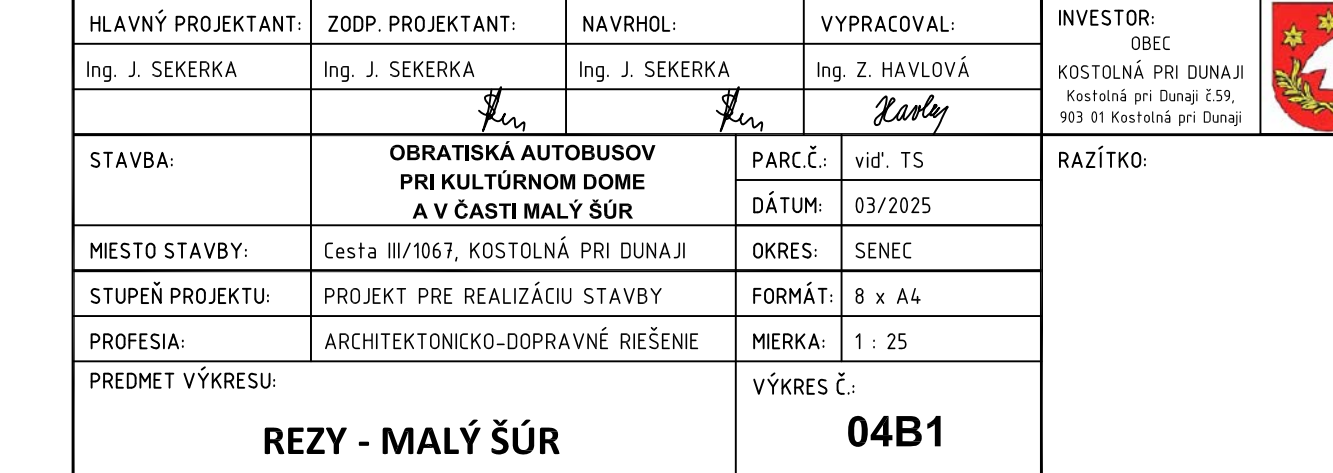 HLAVNÝ PROJEKTANT: ZODP. PROJEKTANT: NAVRHOL: VYPRACOVAL:
Ing. J. SEKERKA Ing. J. SEKERKA Ing. J. SEKERKA Ing. Z. HAVLOVÁ
INVESTOR:
OBEC
KOSTOLNÁ PRI DUNAJI
Kostolná pri Dunaji č.59,
903 01 Kostolná pri Dunaji
STAVBA: OBRATISKÁ AUTOBUSOV
PRI KULTÚRNOM DOME
A V ČASTI MALÝ ŠÚR
PARC.Č.: viď. TS
DÁTUM: 03/2025
RAZÍTKO:
MIESTO STAVBY: Cesta III/1067, KOSTOLNÁ PRI DUNAJI OKRES: SENEC
STUPEŇ PROJEKTU: PROJEKT PRE REALIZÁCIU STAVBY FORMÁT: 8 x A4
PROFESIA: ARCHITEKTONICKO-DOPRAVNÉ RIEŠENIE MIERKA: 1 : 25
PREDMET VÝKRESU:
REZY - MALÝ ŠÚR
VÝKRES Č.:
04B1